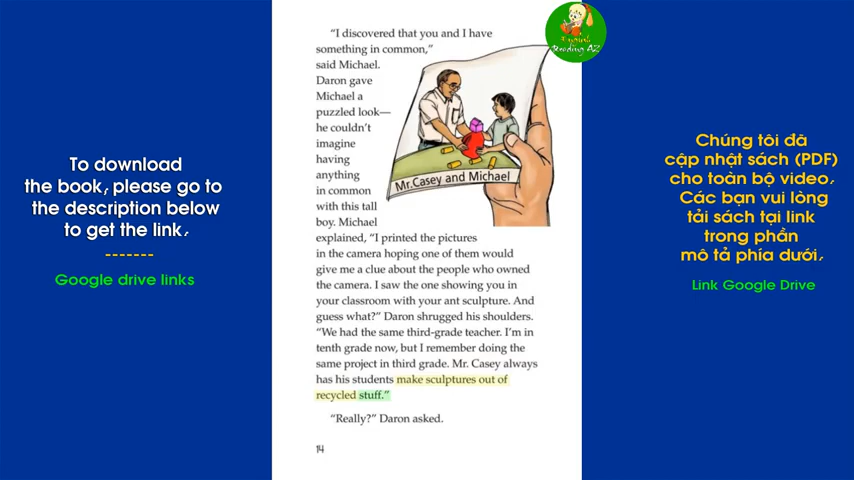 To download
the book, please go to
the description below
to get the link,
-------
Google drive links
“I discovered that you and I have
something in common,”
said Michael.
Daron gave
Michael a
puzzled look—
he couldn’t
imagine
having
anything
in common
with this tall
boy. Michael
explained, “I printed the pictures
in the camera hoping one of them would
give me a clue about the people who owned
the camera. I saw the one showing you in
your classroom with your ant sculpture. And
guess what?” Daron shrugged his shoulders.
“We had the same third-grade teacher. I’m in
tenth grade now, but I remember doing the
same project in third grade. Mr. Casey always
has his students make sculptures out of
recycled stuff.”
“Really?” Daron asked.
14
Mr. Casey and Michael
English
Reading AZ
Chúng tôi đã
cập nhật sách (PDF)
cho toàn bộ video,
Các bạn vui lòng
tải sách tại link
trong phần
mô tả phía dưới,
Link Google Drive